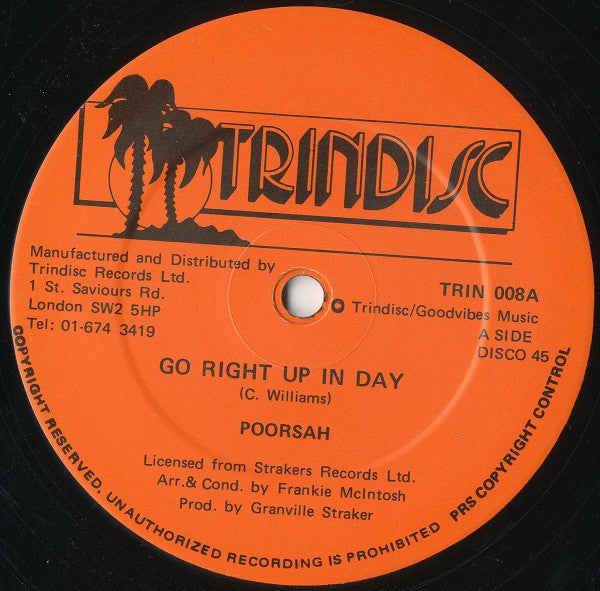 TRINDISC
Manufactured and Distributed by
Trindisc Records Ltd.
1 St. Saviours Rd.
London SW2 5HP
Tel: 01-674 3419
TRIN 008A
℗ Trindisc/Goodvibes Music
A SIDE
DISCO 45
GO RIGHT UP IN DAY
(C. Williams)
POORSAH
Licensed from Strakers Records Ltd.
Arr.& Cond. by Frankie McIntosh
Prod. by Granville Straker
COPYRIGHT RESERVED. UNAUTHORIZED RECORDING IS PROHIBITED PRS COPYRIGHT CONTROL